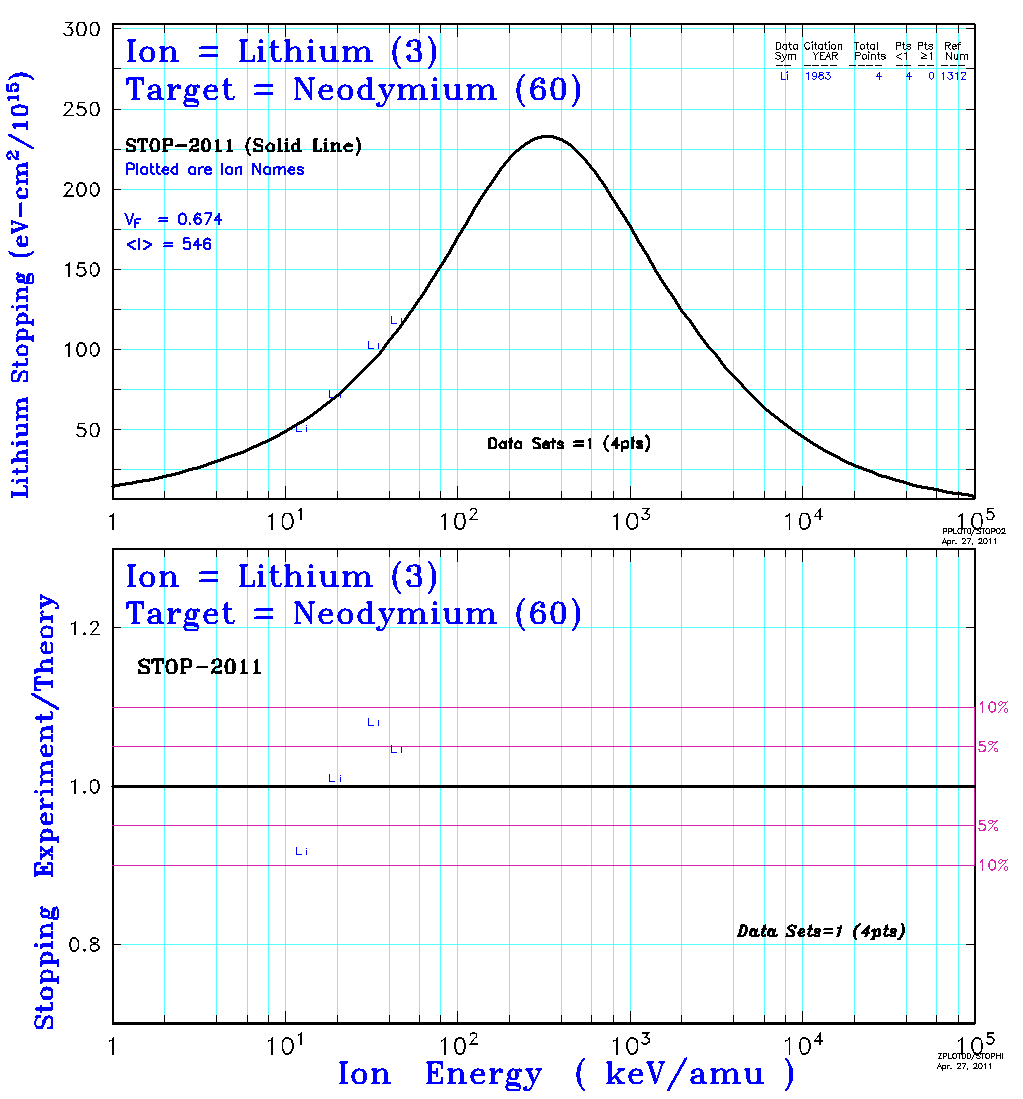 300
250
200
150
100
50
Lithium Stopping (eV-cm²/10¹⁵)
Ion = Lithium (3)
Target = Neodymium (60)
STOP-2011 (Solid Line)
Plotted are Ion Names
V_F = 0.674
<I> = 546
Data Citation Total Pts Pts Ref
Sym YEAR Points <1 ≥1 Num
Li 1983 4 4 0 1312
Li
Li
Li
Li
Data Sets =1 (4pts)
1 10¹ 10² 10³ 10⁴ 10⁵
PPLOT0/STOP02
Apr. 27, 2011
Ion = Lithium (3)
Target = Neodymium (60)
STOP-2011
1.2
1.0
0.8
Stopping Experiment/Theory
10%
5%
5%
10%
Li
Li
Li
Li
Data Sets=1 (4pts)
1 10¹ 10² 10³ 10⁴ 10⁵
Ion Energy ( keV/amu )
Apr. 27, 2011